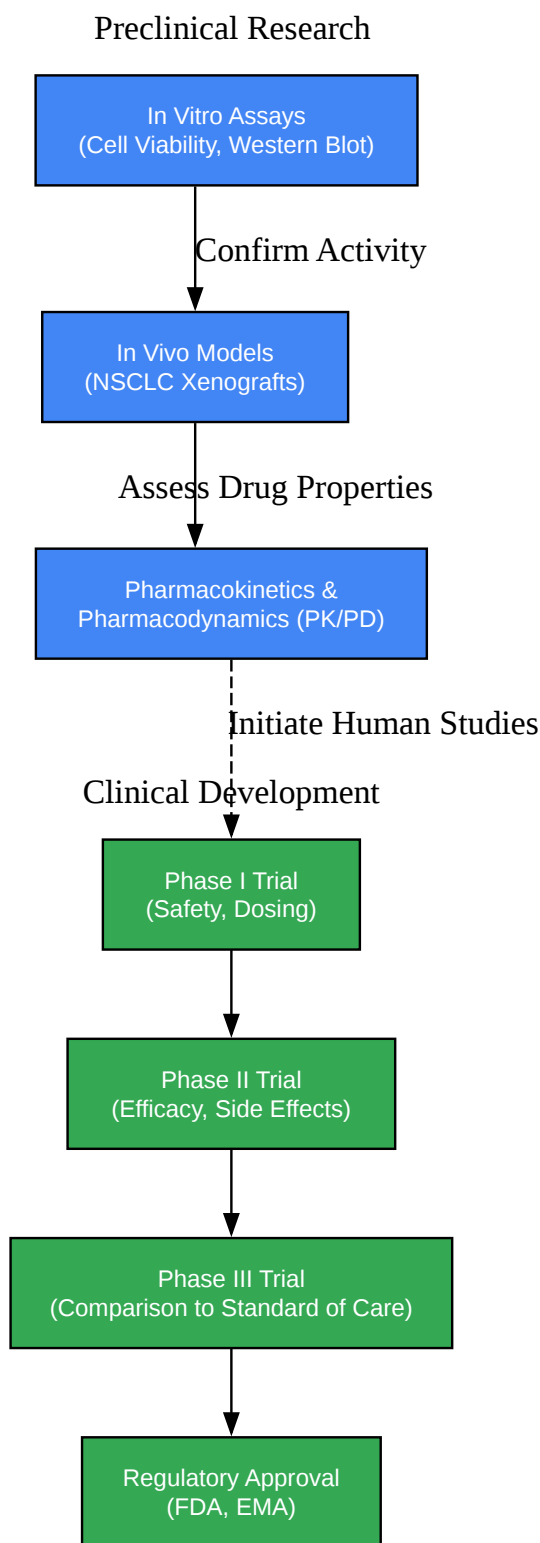 Preclinical Research
In Vitro Assays
(Cell Viability, Western Blot)
Confirm Activity
In Vivo Models
(NSCLC Xenografts)
Assess Drug Properties
Pharmacokinetics &
Pharmacodynamics (PK/PD)
Initiate Human Studies
Clinical Development
Phase I Trial
(Safety, Dosing)
Phase II Trial
(Efficacy, Side Effects)
Phase III Trial
(Comparison to Standard of Care)
Regulatory Approval
(FDA, EMA)